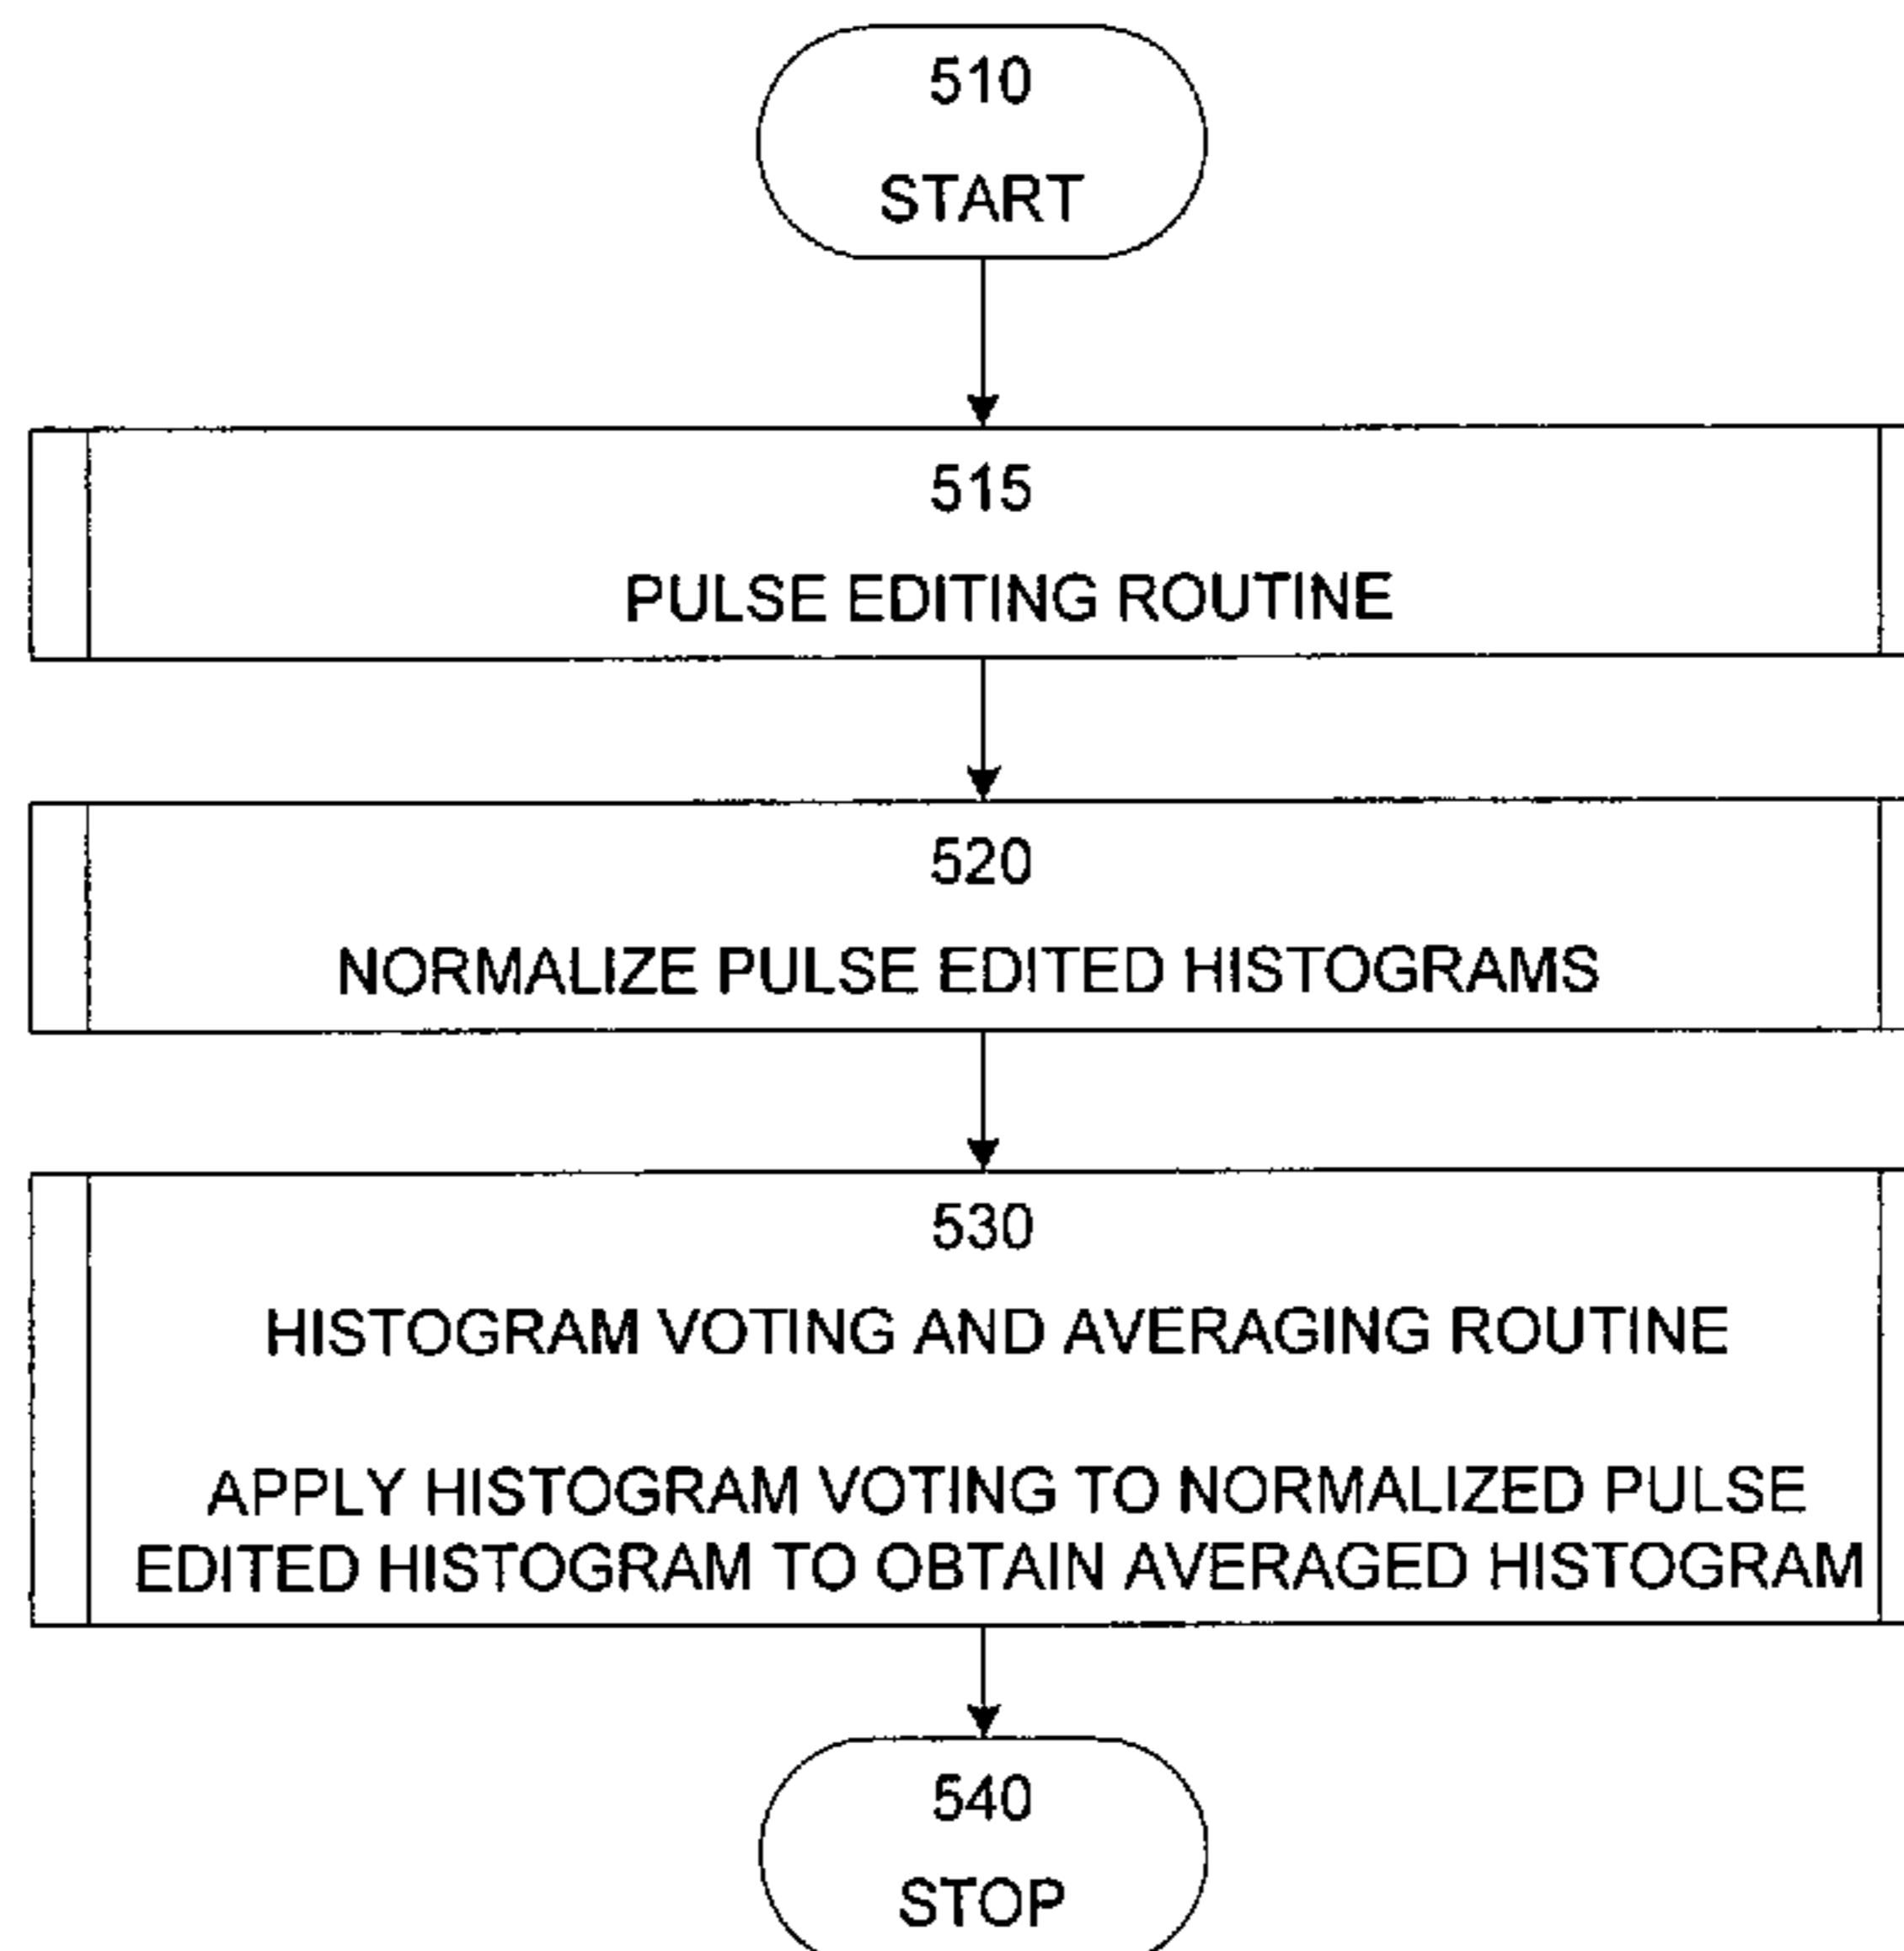 510
START
515
PULSE EDITING ROUTINE
520
NORMALIZE PULSE EDITED HISTOGRAMS
530
HISTOGRAM VOTING AND AVERAGING ROUTINE
APPLY HISTOGRAM VOTING TO NORMALIZED PULSE
EDITED HISTOGRAM TO OBTAIN AVERAGED HISTOGRAM
540
STOP